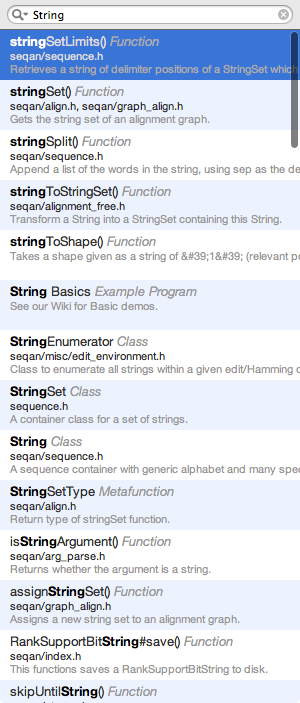 String
stringSetLimits() Function
seqan/sequence.h
Retrieves a string of delimiter positions of a StringSet which
stringSet() Function
seqan/align.h, seqan/graph_align.h
Gets the string set of an alignment graph.
stringSplit() Function
seqan/sequence.h
Append a list of the words in the string, using sep as the de
stringToStringSet() Function
seqan/alignment_free.h
Transform a String into a StringSet containing this String.
stringToShape() Function
Takes a shape given as a string of &#39;1&#39; (relevant po
String Basics Example Program
See our Wiki for Basic demos.
StringEnumerator Class
seqan/misc/edit_environment.h
Class to enumerate all strings within a given edit/Hamming d
StringSet Class
sequence.h
A container class for a set of strings.
String Class
seqan/sequence.h
A sequence container with generic alphabet and many spec
StringSetType Metafunction
seqan/align.h
Return type of stringSet function.
isStringArgument() Function
seqan/arg_parse.h
Returns whether the argument is a string.
assignStringSet() Function
seqan/graph_align.h
Assigns a new string set to an alignment graph.
RankSupportBitString#save() Function
seqan/index.h
This functions saves a RankSupportBitString to disk.
skipUntilString() Function